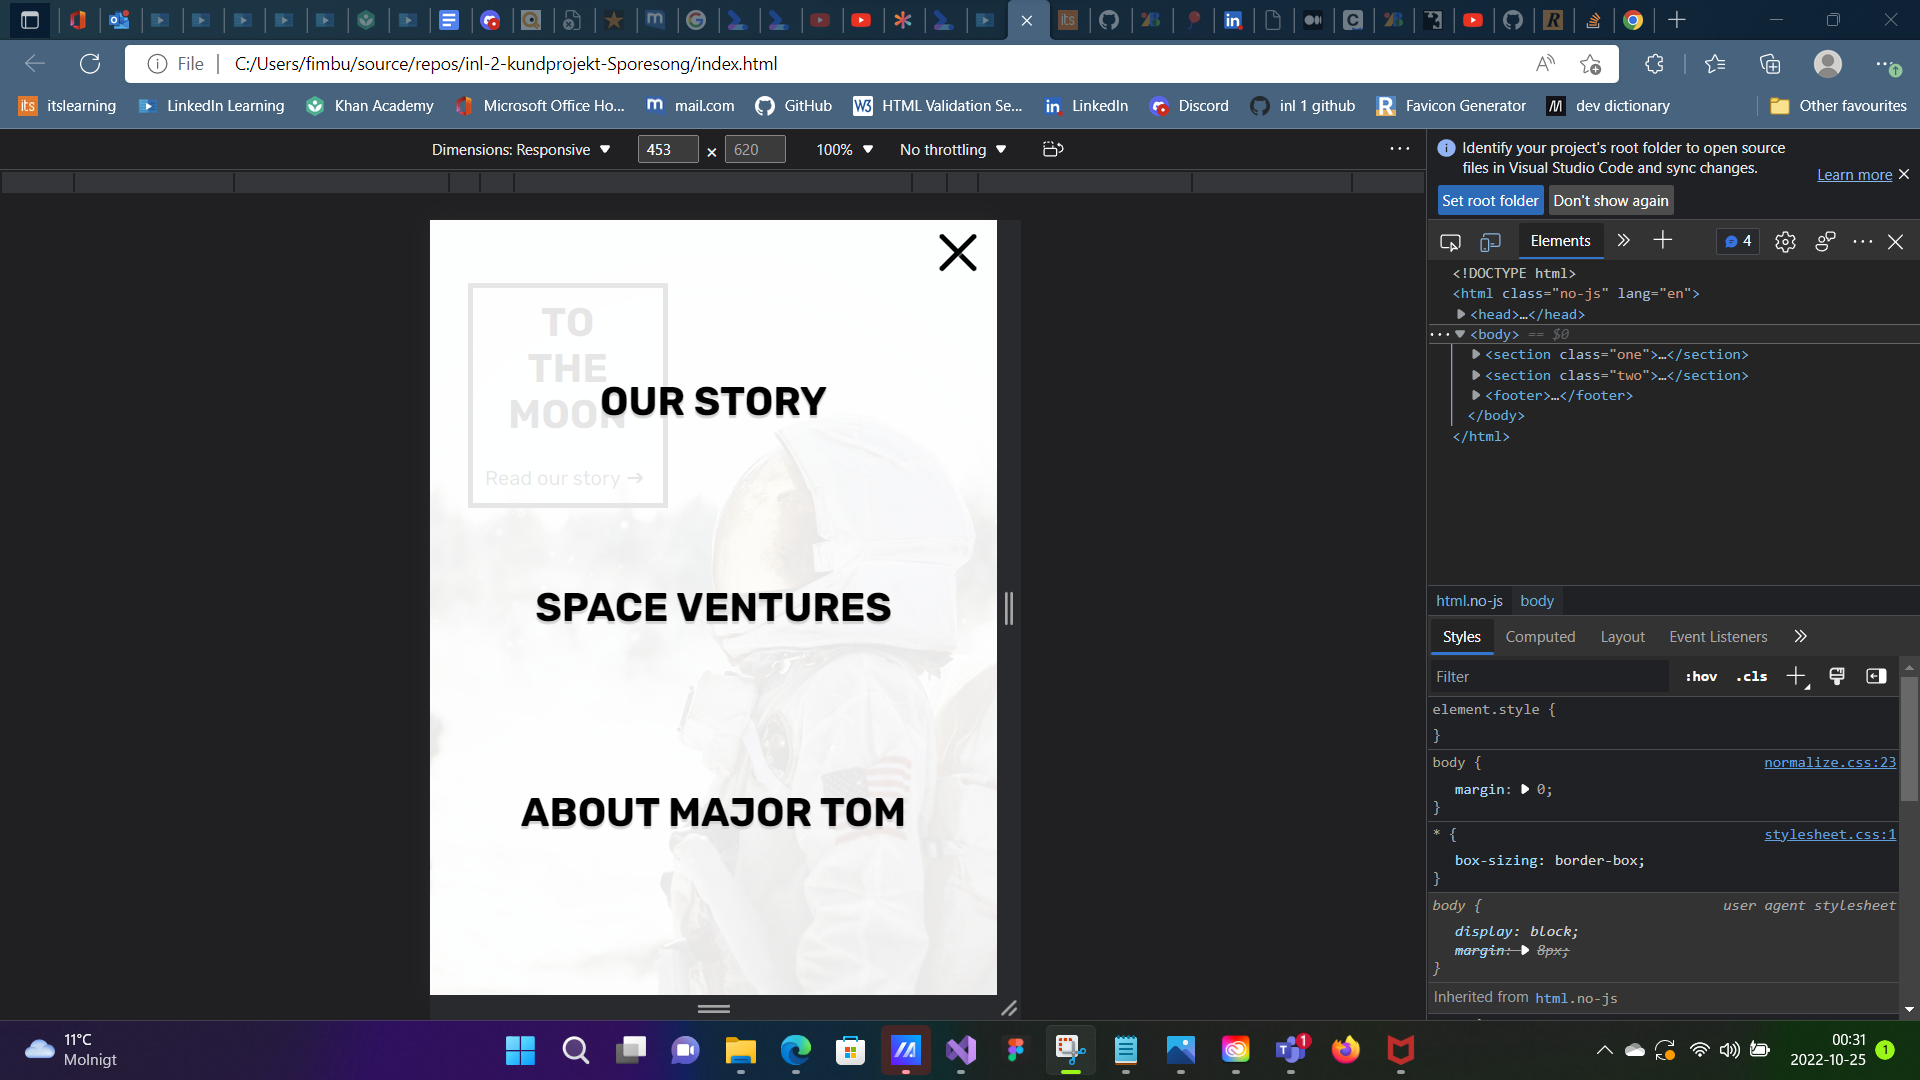 File
C:/Users/fimbu/source/repos/inl-2-kundprojekt-Sporesong/index.html
itslearning
LinkedIn Learning
Khan Academy
Microsoft Office Ho...
mail.com
GitHub
HTML Validation Se...
LinkedIn
Discord
inl 1 github
Favicon Generator
dev dictionary
Other favourites
Dimensions: Responsive
453
×
620
100%
No throttling
TO
THE
MOON
Read our story →
OUR STORY
SPACE VENTURES
ABOUT MAJOR TOM
Identify your project's root folder to open source
files in Visual Studio Code and sync changes.
Learn more
Set root folder
Don't show again
Elements
4
<!DOCTYPE html>
<html class="no-js" lang="en">
<head>…</head>
<body> == $0
<section class="one">…</section>
<section class="two">…</section>
<footer>…</footer>
</body>
</html>
html.no-js
body
Styles
Computed
Layout
Event Listeners
Filter
:hov
.cls
element.style {
}
body {
normalize.css:23
margin: 0;
}
* {
stylesheet.css:1
box-sizing: border-box;
}
body {
user agent stylesheet
display: block;
margin: 8px;
}
Inherited from html.no-js
11°C
Molnigt
1
00:31
2022-10-25
1